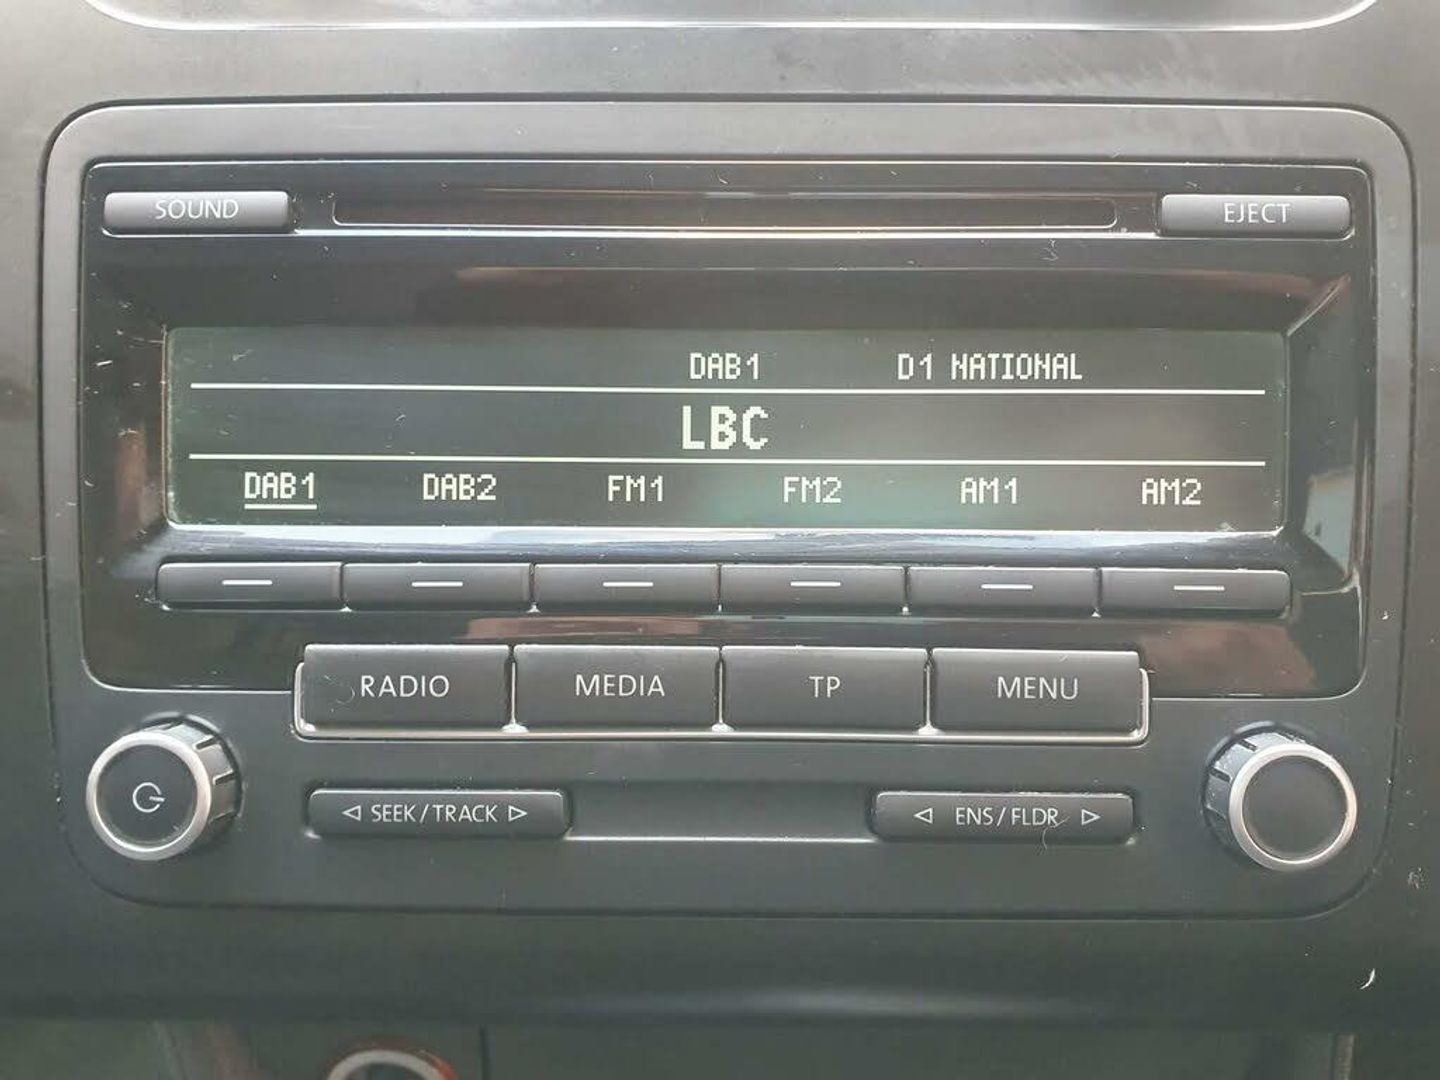 SOUND EJECT
DAB1 D1 NATIONAL
LBC
DAB1 DAB2 FM1 FM2 AM1 AM2
RADIO MEDIA TP MENU
SEEK/TRACK ENS/FLDR